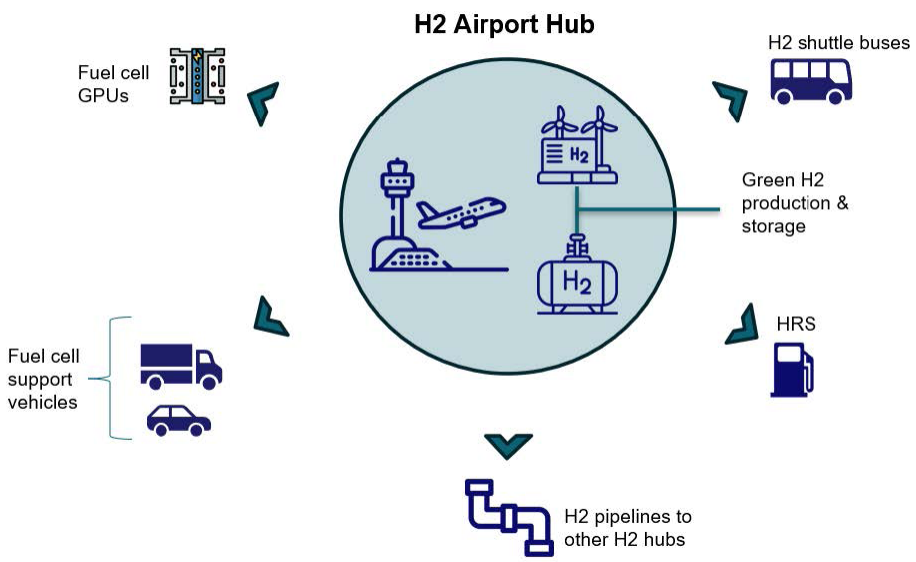 H2 Airport Hub
Fuel cell
GPUs
H2 shuttle buses
H2
Green H2
production &
storage
H2
Fuel cell
support
vehicles
HRS
H2 pipelines to
other H2 hubs